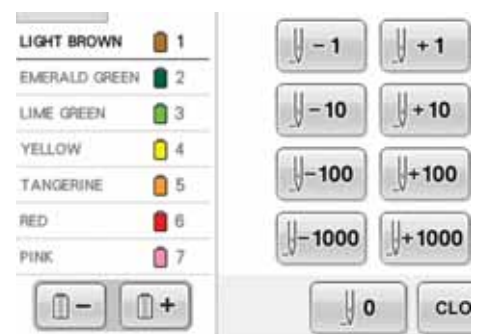 LIGHT BROWN 1
EMERALD GREEN 2
LIME GREEN 3
YELLOW 4
TANGERINE 5
RED 6
PINK 7
− +
-1 +1
-10 +10
-100 +100
-1000 +1000
0 CLO